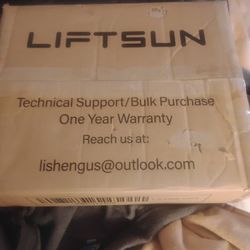 LIFTSUN
Technical Support/Bulk Purchase
One Year Warranty
Reach us at:
lishengus@outlook.com